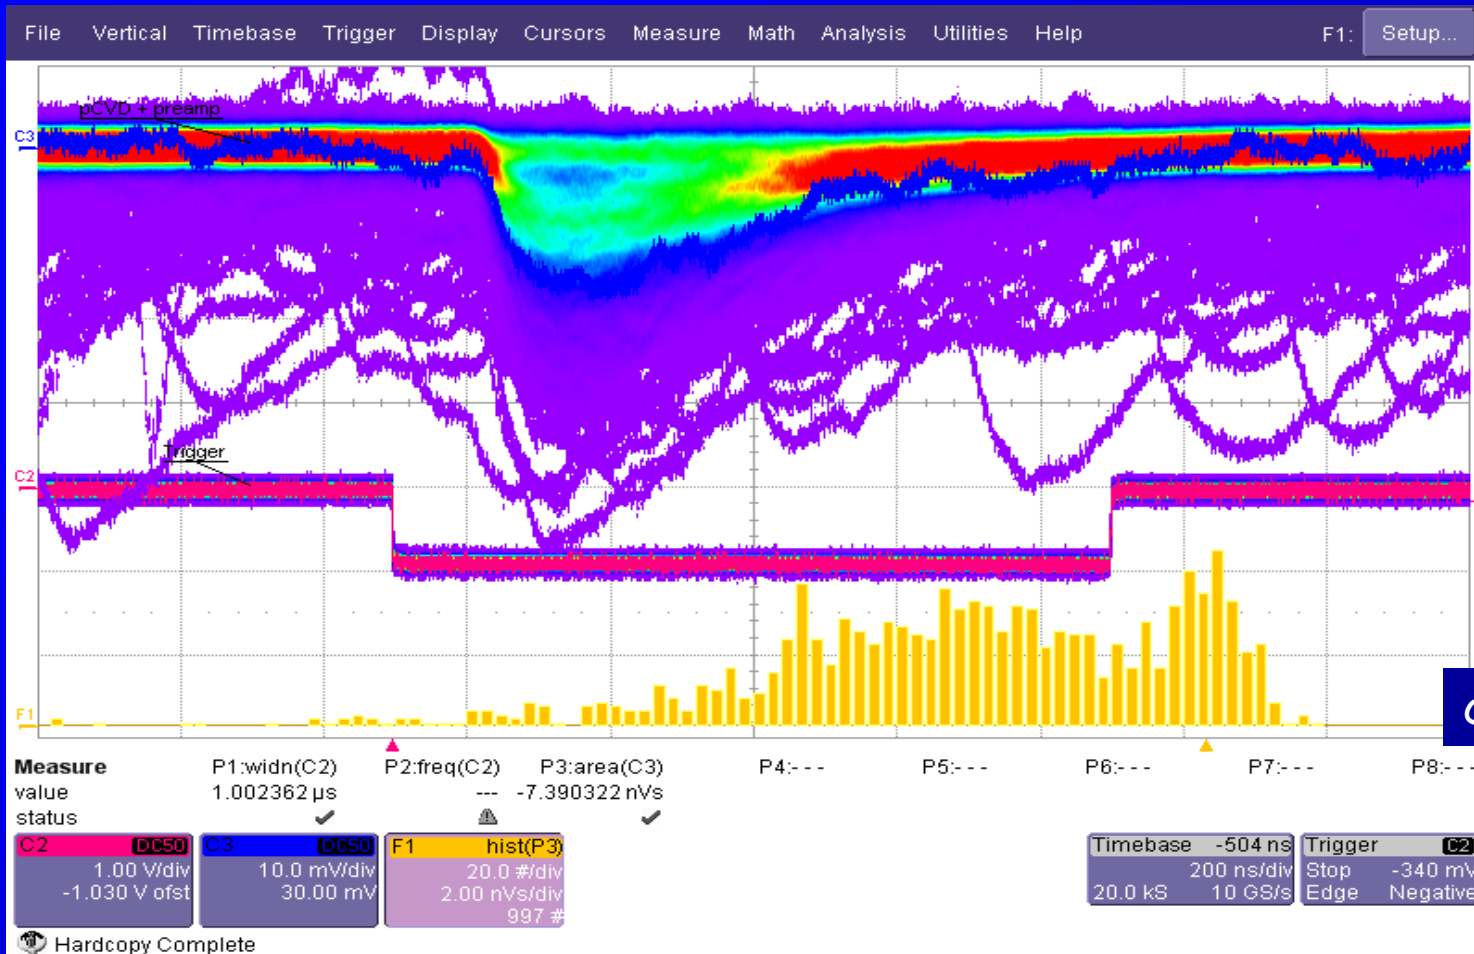 File Vertical Timebase Trigger Display Cursors Measure Math Analysis Utilities Help F1: Setup...
pCVD + preamp
C3
Trigger
C2
F1
Measure P1:widn(C2) P2:freq(C2) P3:area(C3) P4:- - - P5:- - - P6:- - - P7:- - - P8:- - -
value 1.002362 µs --- -7.390322 nVs
status
C2 DC50 C3 DC50 F1 hist(P3) Timebase -504 ns Trigger C2
1.00 V/div 10.0 mV/div 20.0 #/div 200 ns/div Stop -340 mV
-1.030 V ofst 30.00 mV 2.00 nVs/div 20.0 kS 10 GS/s Edge Negative
997 #
Hardcopy Complete